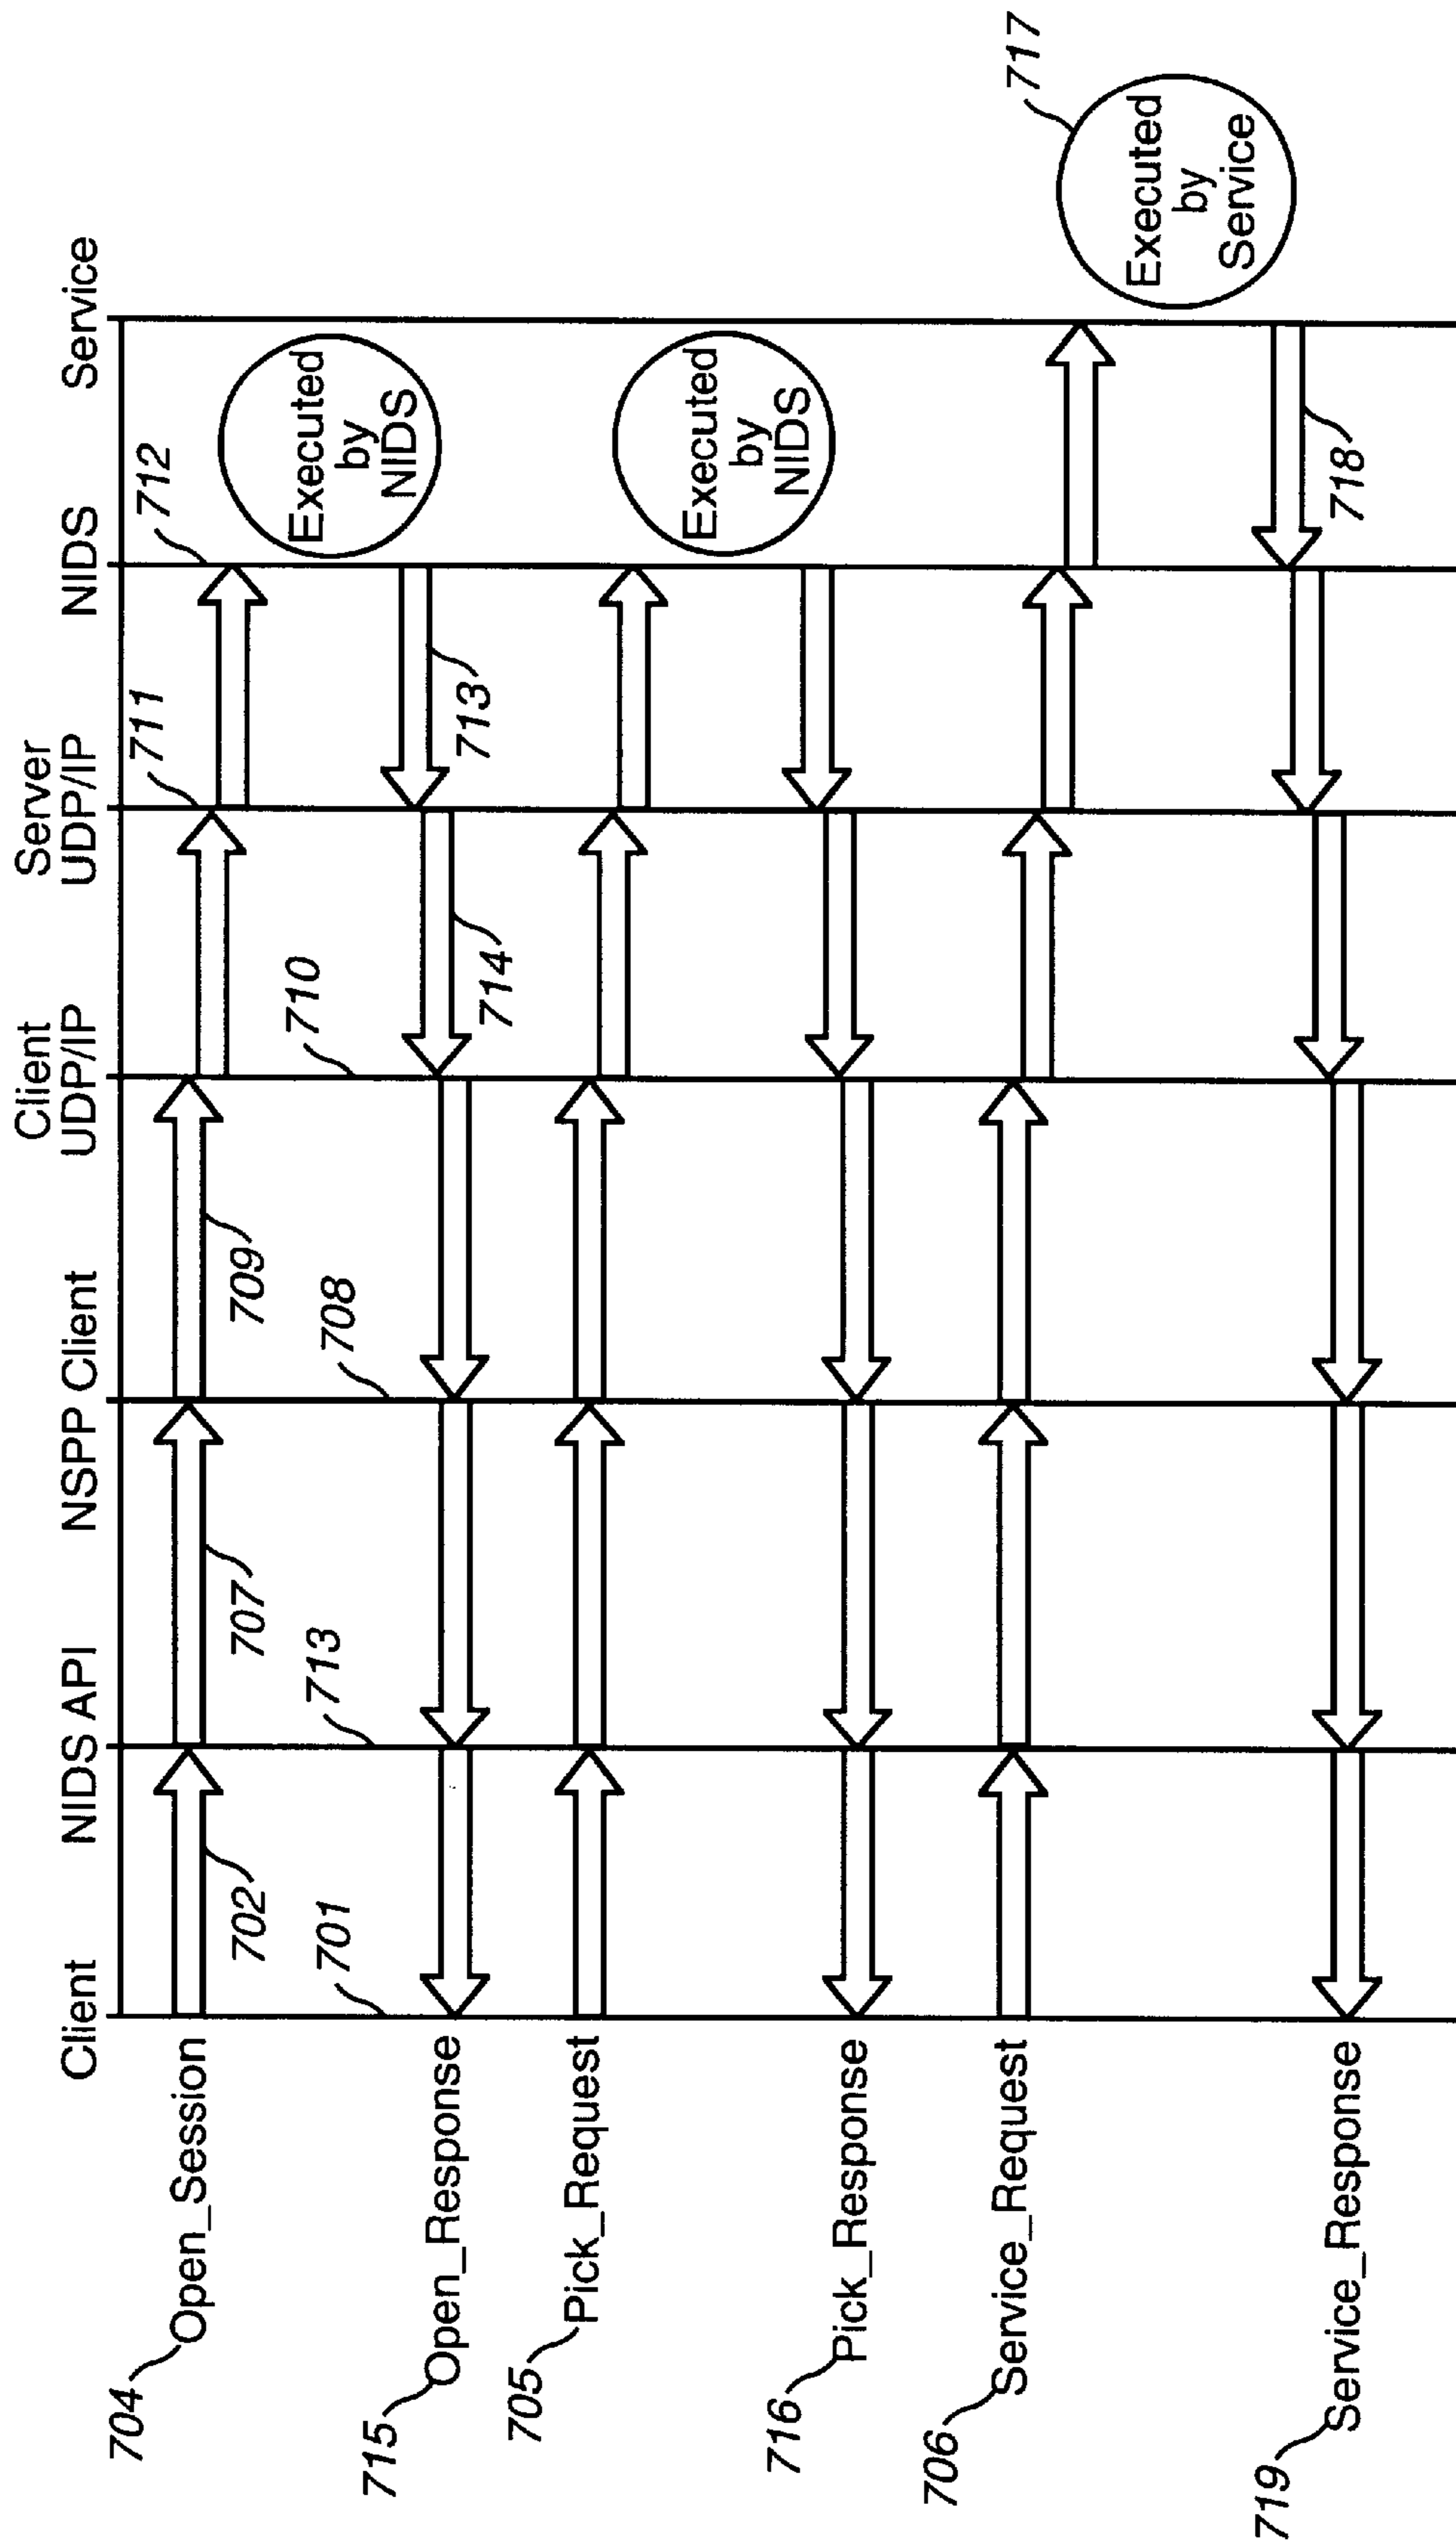 Client
NIDS API
NSPP Client
Client
UDP/IP
Server
UDP/IP
NIDS
Service
704
Open_Session
702
707
709
711
712
701
713
708
710
Executed
by
NIDS
715
Open_Response
714
713
705
Pick_Request
Executed
by
NIDS
716
Pick_Response
706
Service_Request
717
Executed
by
Service
719
Service_Response
718